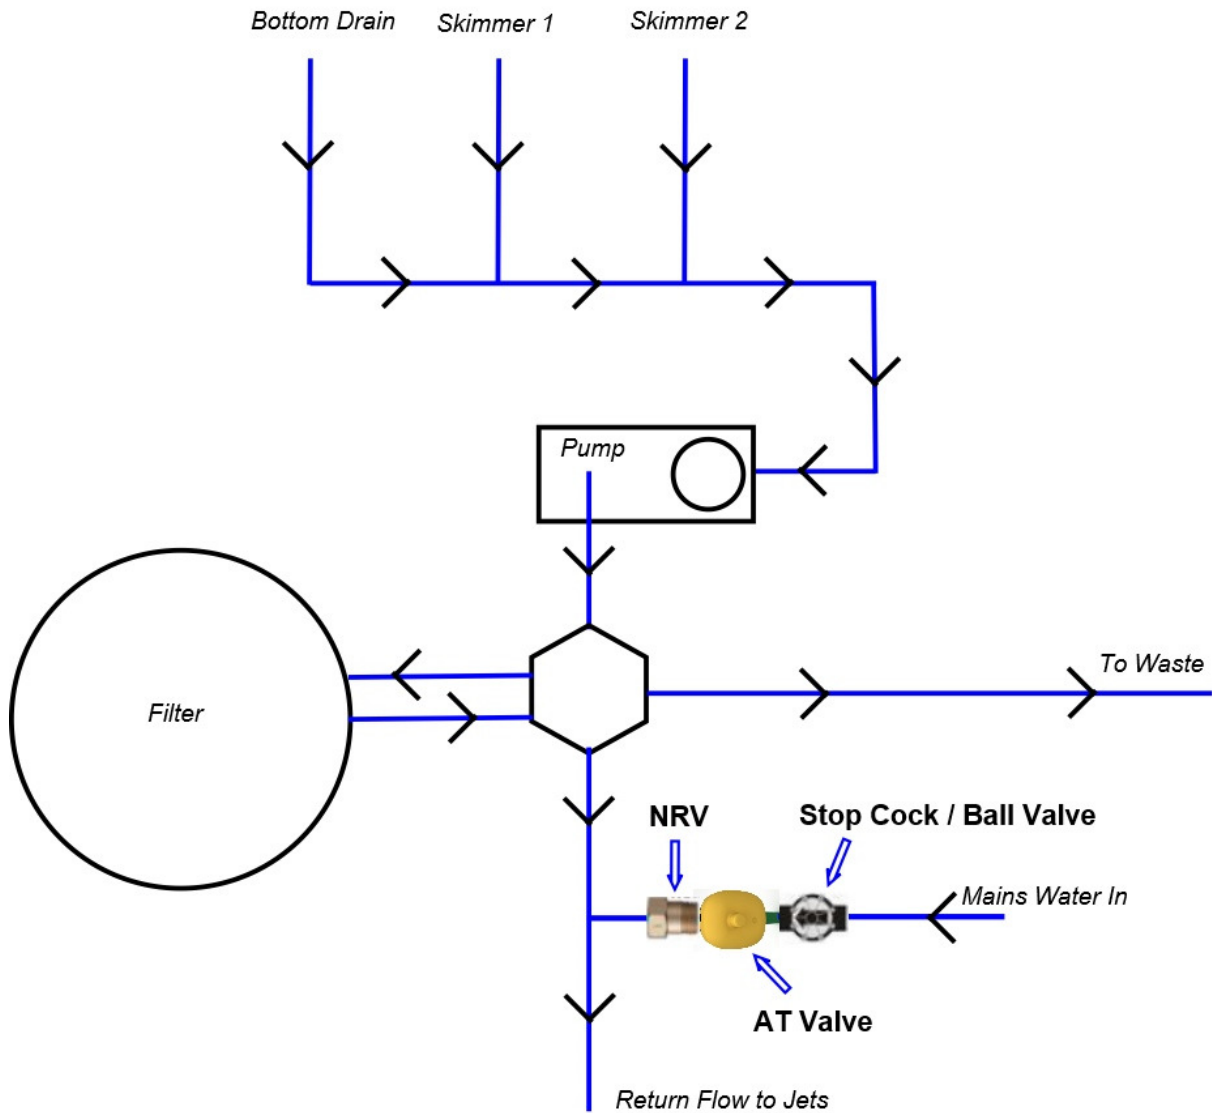 Bottom Drain
Skimmer 1
Skimmer 2
Pump
To Waste
Filter
NRV
Stop Cock / Ball Valve
Mains Water In
AT Valve
Return Flow to Jets